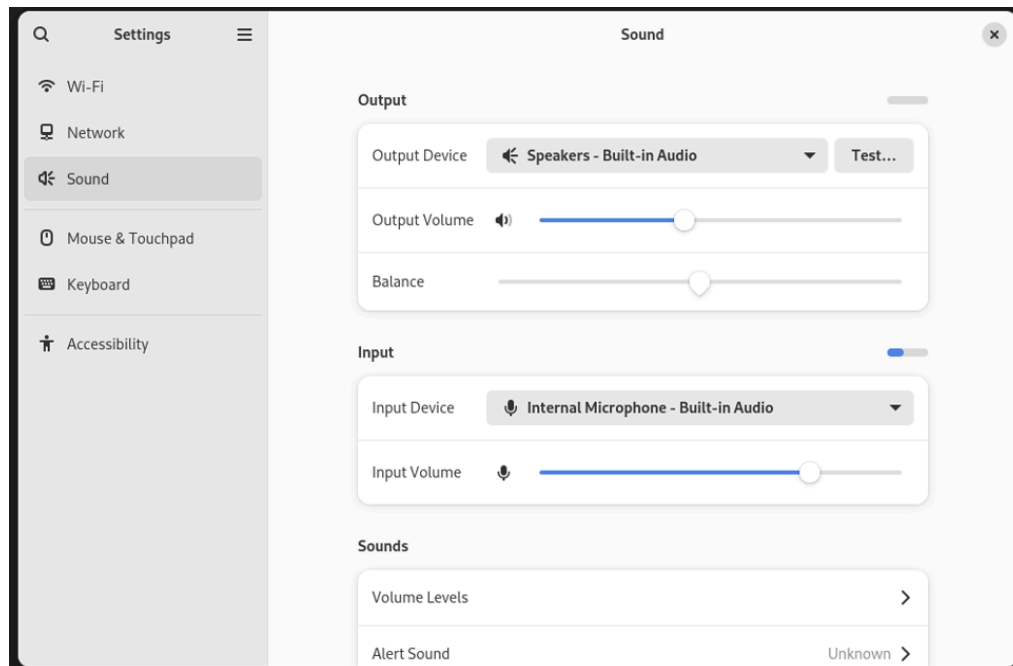 Settings
Sound
Wi-Fi
Network
Sound
Mouse & Touchpad
Keyboard
Accessibility
Output
Output Device Speakers - Built-in Audio Test...
Output Volume
Balance
Input
Input Device Internal Microphone - Built-in Audio
Input Volume
Sounds
Volume Levels
Alert Sound Unknown